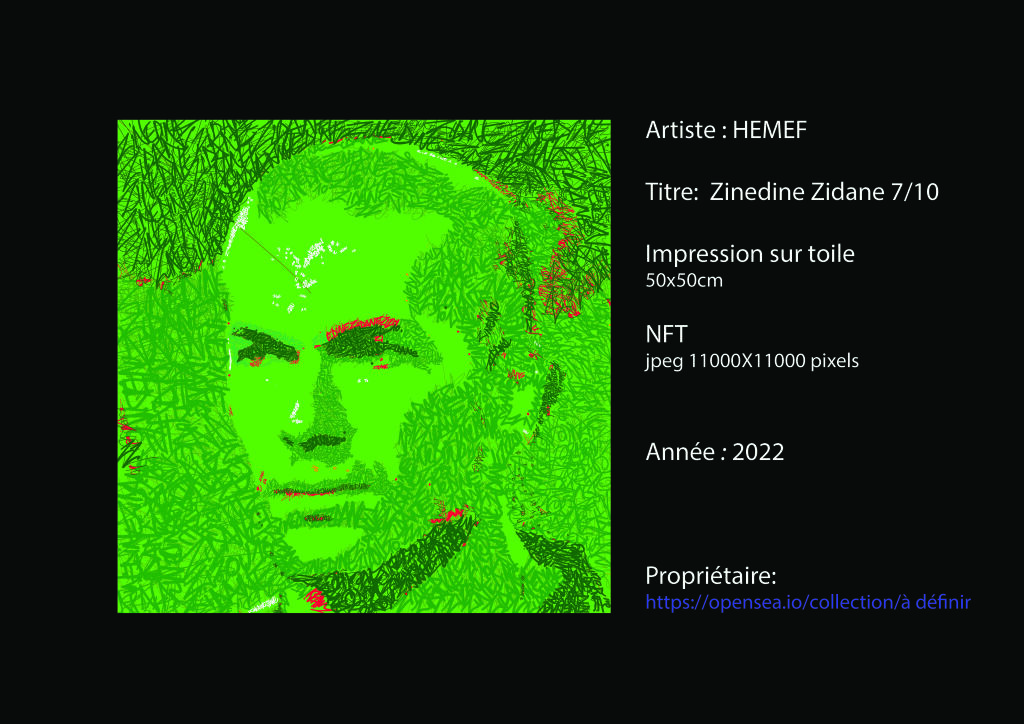 Artiste : HEMEF
Titre: Zinedine Zidane 7/10
Impression sur toile
50x50cm
NFT
jpeg 11000X11000 pixels
Année : 2022
Propriétaire:
https://opensea.io/collection/à définir